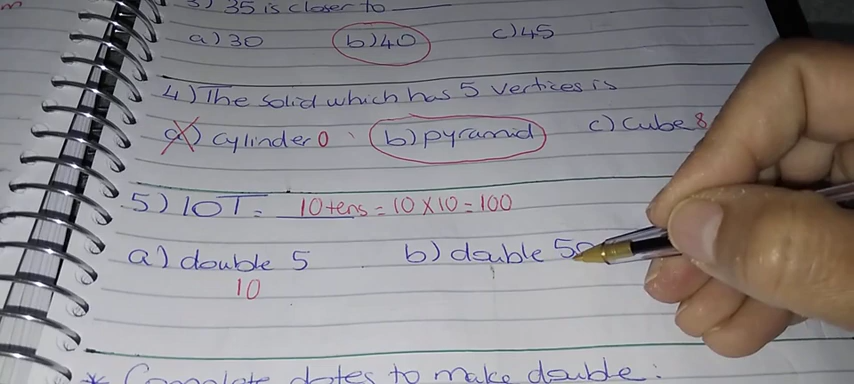 3) 35 is closer to
a) 30 b) 40 c) 45
4) The solid which has 5 vertices is
a) cylinder 0 b) pyramid c) cube 8
5) 10T = 10 tens = 10 X 10 = 100
a) double 5 b) double 50
10
* Complete dotes to make double: